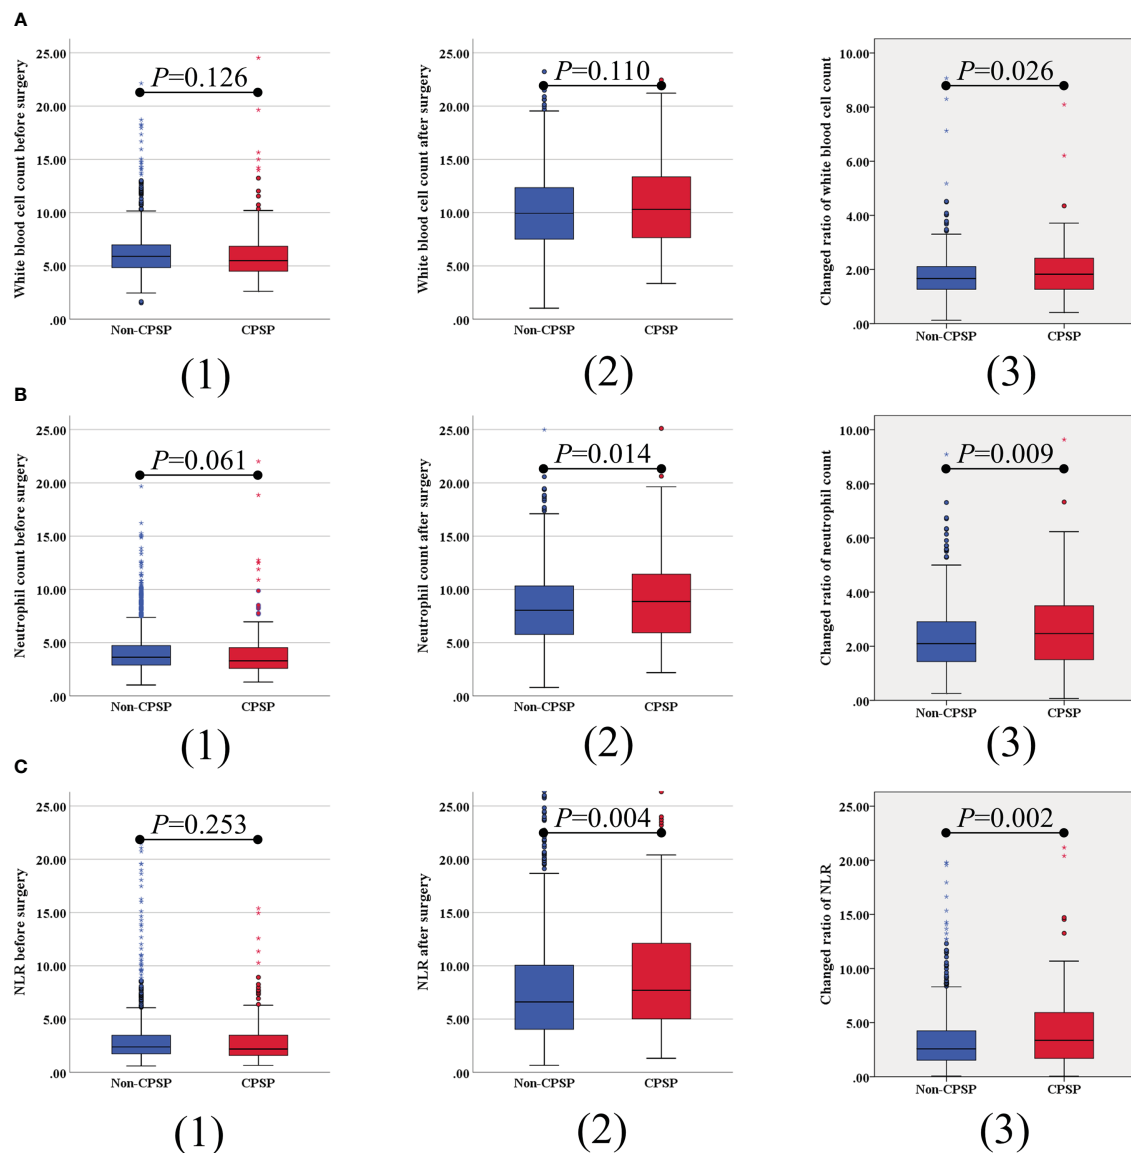 A
White blood cell count before surgery
25.00
20.00
15.00
10.00
5.00
.00
P=0.126
Non-CPSP CPSP
(1)
White blood cell count after surgery
25.00
20.00
15.00
10.00
5.00
.00
P=0.110
Non-CPSP CPSP
(2)
Changed ratio of white blood cell count
10.00
8.00
6.00
4.00
2.00
.00
P=0.026
Non-CPSP CPSP
(3)
B
Neutrophil count before surgery
25.00
20.00
15.00
10.00
5.00
.00
P=0.061
Non-CPSP CPSP
(1)
Neutrophil count after surgery
25.00
20.00
15.00
10.00
5.00
.00
P=0.014
Non-CPSP CPSP
(2)
Changed ratio of neutrophil count
10.00
8.00
6.00
4.00
2.00
.00
P=0.009
Non-CPSP CPSP
(3)
C
NLR before surgery
25.00
20.00
15.00
10.00
5.00
.00
P=0.253
Non-CPSP CPSP
(1)
NLR after surgery
25.00
20.00
15.00
10.00
5.00
.00
P=0.004
Non-CPSP CPSP
(2)
Changed ratio of NLR
25.00
20.00
15.00
10.00
5.00
.00
P=0.002
Non-CPSP CPSP
(3)